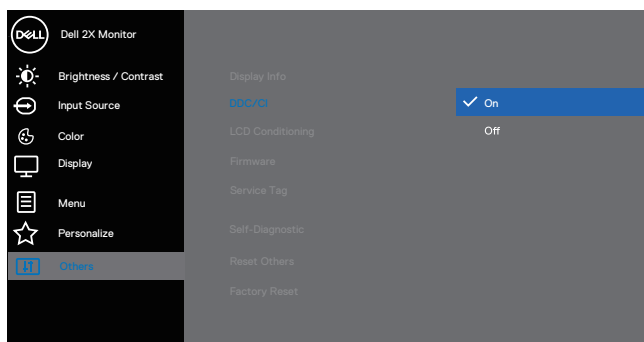 DELL
Dell 2X Monitor
Brightness / Contrast
Input Source
Color
Display
Menu
Personalize
Others
Display Info
DDC/CI
LCD Conditioning
Firmware
Service Tag
Self-Diagnostic
Reset Others
Factory Reset
On
Off